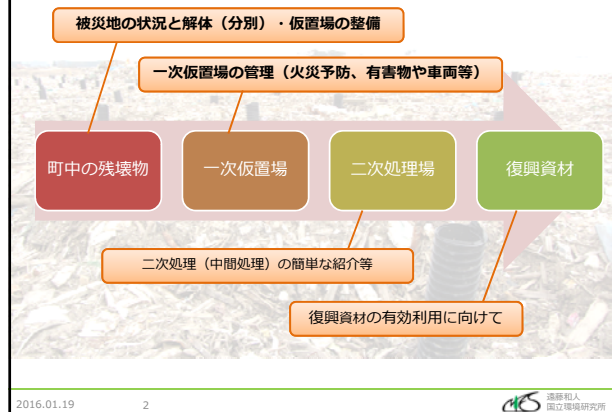 被災地の状況と解体（分別）・仮置場の整備
一次仮置場の管理（火災予防、有害物や車両等）
町中の残壊物
一次仮置場
二次処理場
復興資材
二次処理（中間処理）の簡単な紹介等
復興資材の有効利用に向けて
2016.01.19
2
遠藤和人
国立環境研究所